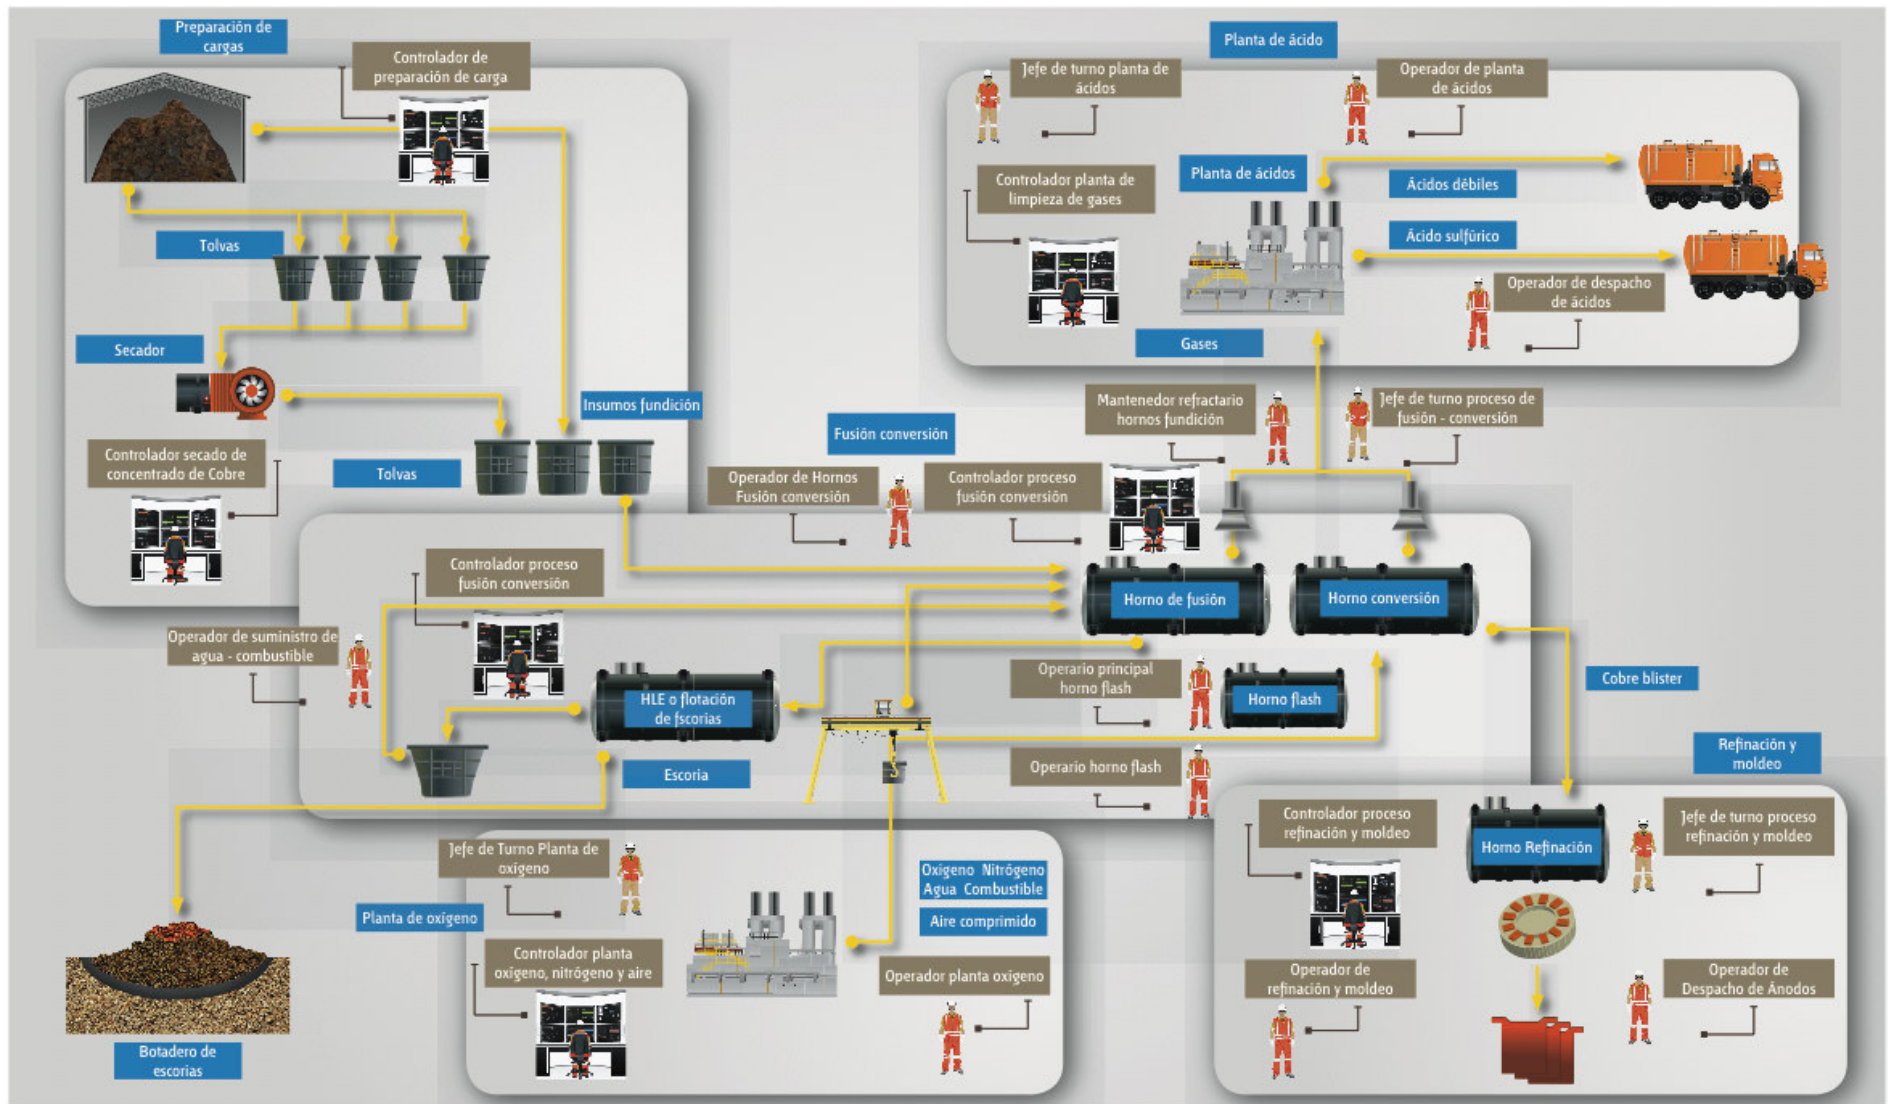 Preparación de
cargas
Controlador de
preparación de carga
Tolvas
Secador
Insumos fundición
Controlador secado de
concentrado de Cobre
Tolvas
Planta de ácido
Jefe de turno planta de
ácidos
Operador de planta
de ácidos
Controlador planta de
limpieza de gases
Planta de ácidos
Ácidos débiles
Ácido sulfúrico
Operador de despacho
de ácidos
Gases
Mantenedor refractario
hornos fundición
Jefe de turno proceso de
fusión - conversión
Fusión conversión
Operador de Hornos
Fusión conversión
Controlador proceso
fusión conversión
Controlador proceso
fusión conversión
Horno de fusión
Horno conversión
Operador de suministro de
agua - combustible
HLE o flotación
de fscorias
Operario principal
horno flash
Horno flash
Cobre blister
Escoria
Operario horno flash
Refinación y
moldeo
Controlador proceso
refinación y moldeo
Horno Refinación
Jefe de turno proceso
refinación y moldeo
Jefe de Turno Planta de
oxígeno
Oxígeno Nitrógeno
Agua Combustible
Planta de oxígeno
Aire comprimido
Controlador planta
oxígeno, nitrógeno y aire
Operador planta oxígeno
Operador de
refinación y moldeo
Operador de
Despacho de Ánodos
Botadero de
escorias